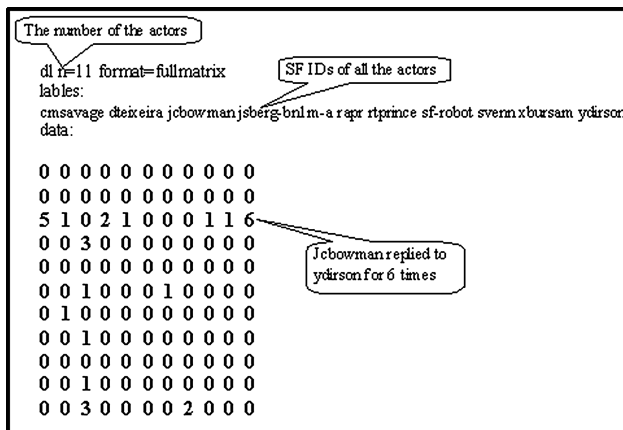 The number of the actors
dl n=11 format=fullmatrix
SF IDs of all the actors
lables:
cmsavage dteixeira jcbowman jsberg-bnl m-a rapr rtprince sf-robot svenn xbursam ydirson
data:
0 0 0 0 0 0 0 0 0 0 0
0 0 0 0 0 0 0 0 0 0 0
5 1 0 2 1 0 0 0 1 1 6
0 0 3 0 0 0 0 0 0 0 0
0 0 0 0 0 0 0 0 0 0 0
0 0 1 0 0 0 1 0 0 0 0
0 1 0 0 0 0 0 0 0 0 0
0 0 1 0 0 0 0 0 0 0 0
0 0 0 0 0 0 0 0 0 0 0
0 0 1 0 0 0 0 0 0 0 0
0 0 3 0 0 0 0 2 0 0 0
Jcbowman replied to
ydirson for 6 times